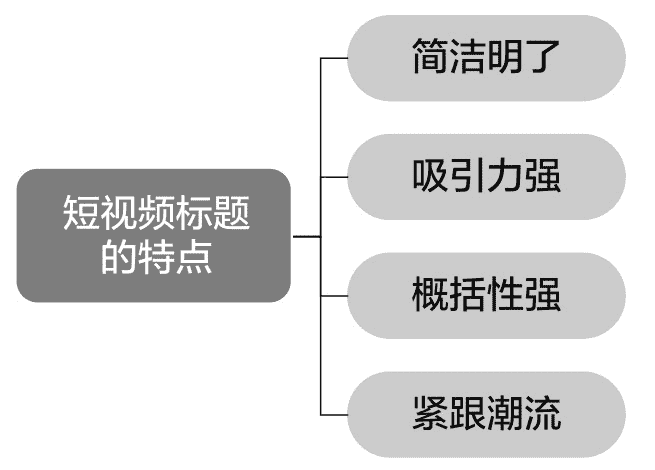 短视频标题
的特点
简洁明了
吸引力强
概括性强
紧跟潮流